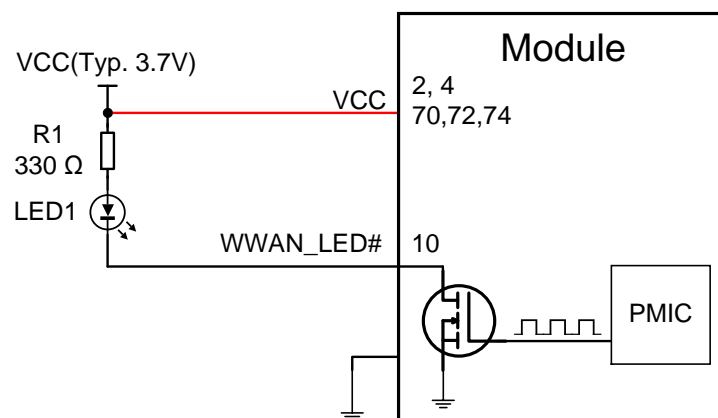 Module
VCC(Typ. 3.7V)
VCC
2, 4
70,72,74
R1
330 Ω
LED1
WWAN_LED#
10
PMIC